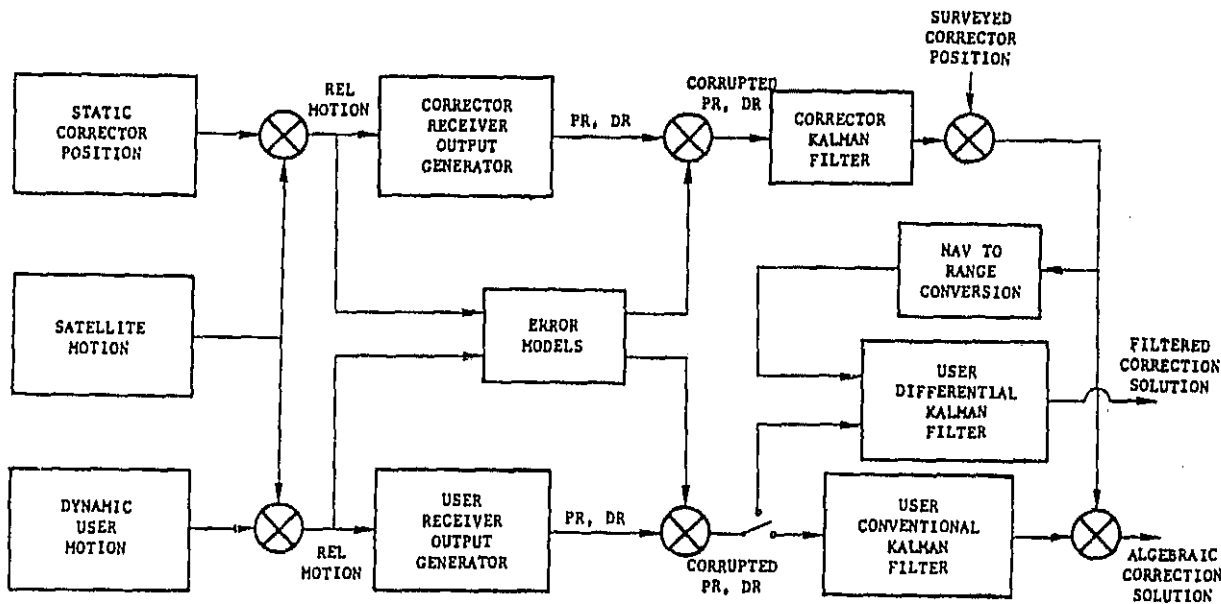 SURVEYED
CORRECTOR
POSITION
STATIC
CORRECTOR
POSITION
REL
MOTION
CORRECTOR
RECEIVER
OUTPUT
GENERATOR
PR, DR
CORRUPTED
PR, DR
CORRECTOR
KALMAN
FILTER
NAV TO
RANGE
CONVERSION
SATELLITE
MOTION
ERROR
MODELS
USER
DIFFERENTIAL
KALMAN
FILTER
FILTERED
CORRECTION
SOLUTION
DYNAMIC
USER
MOTION
REL
MOTION
USER
RECEIVER
OUTPUT
GENERATOR
PR, DR
CORRUPTED
PR, DR
USER
CONVENTIONAL
KALMAN
FILTER
ALGEBRAIC
CORRECTION
SOLUTION